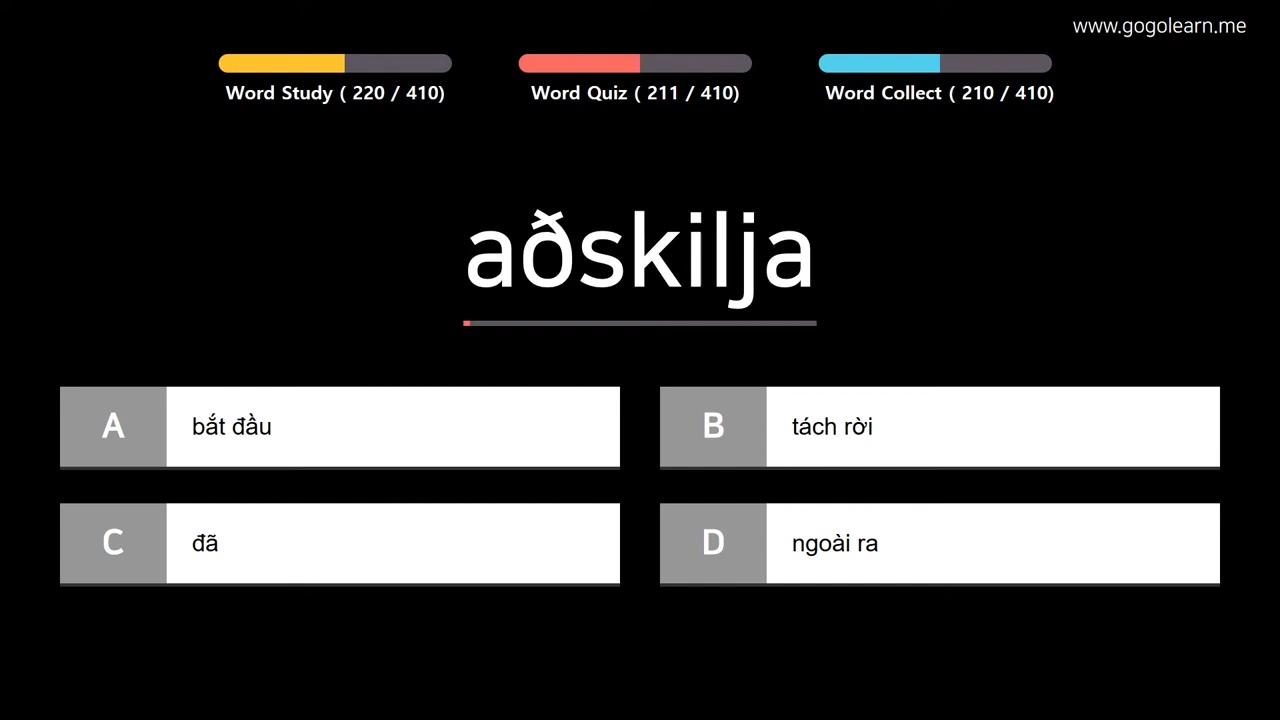 www.gogolearn.me
Word Study ( 220 / 410)
Word Quiz ( 211 / 410)
Word Collect ( 210 / 410)
aðskilja
A bắt đầu
B tách rời
C đã
D ngoài ra